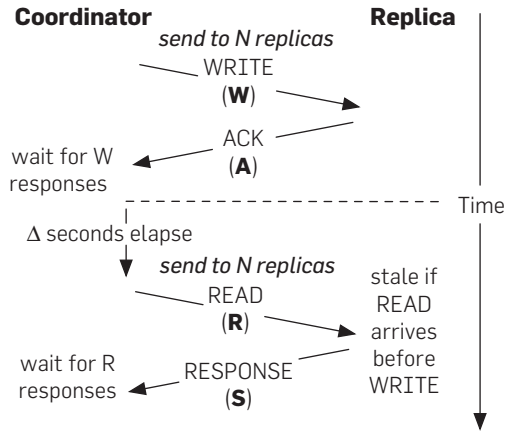 Coordinator
Replica
send to N replicas
WRITE
(W)
ACK
(A)
wait for W
responses
Time
Δ seconds elapse
send to N replicas
READ
(R)
stale if
READ
arrives
before
WRITE
wait for R
responses
RESPONSE
(S)